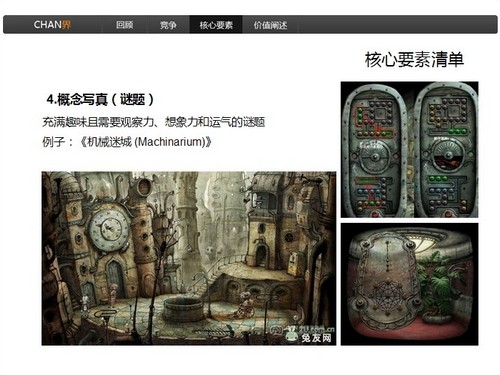 CHAN界
回顾
竞争
核心要素
价值阐述
核心要素清单
4.概念写真（谜题）
充满趣味且需要观察力、想象力和运气的谜题
例子：《机械迷城 (Machinarium)》
兔友网